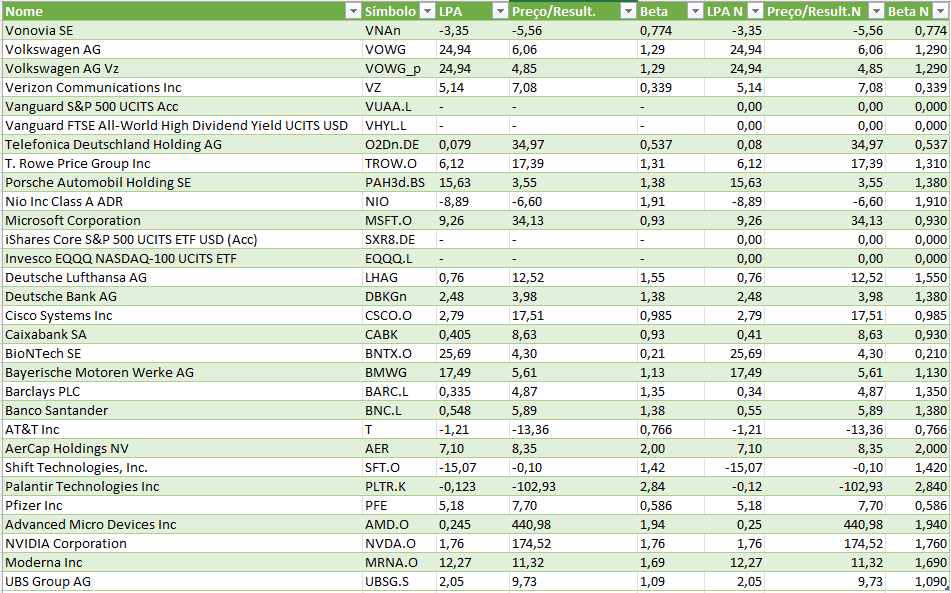 Nome Símbolo LPA Preço/Result. Beta LPA N Preço/Result.N Beta N
Vonovia SE VNAn -3,35 -5,56 0,774 -3,35 -5,56 0,774
Volkswagen AG VOWG 24,94 6,06 1,29 24,94 6,06 1,290
Volkswagen AG Vz VOWG_p 24,94 4,85 1,29 24,94 4,85 1,290
Verizon Communications Inc VZ 5,14 7,08 0,339 5,14 7,08 0,339
Vanguard S&P 500 UCITS Acc VUAA.L - - - 0,00 0,00 0,000
Vanguard FTSE All-World High Dividend Yield UCITS USD VHYL.L - - - 0,00 0,00 0,000
Telefonica Deutschland Holding AG O2Dn.DE 0,079 34,97 0,537 0,08 34,97 0,537
T. Rowe Price Group Inc TROW.O 6,12 17,39 1,31 6,12 17,39 1,310
Porsche Automobil Holding SE PAH3d.BS 15,63 3,55 1,38 15,63 3,55 1,380
Nio Inc Class A ADR NIO -8,89 -6,60 1,91 -8,89 -6,60 1,910
Microsoft Corporation MSFT.O 9,26 34,13 0,93 9,26 34,13 0,930
iShares Core S&P 500 UCITS ETF USD (Acc) SXR8.DE - - - 0,00 0,00 0,000
Invesco EQQQ NASDAQ-100 UCITS ETF EQQQ.L - - - 0,00 0,00 0,000
Deutsche Lufthansa AG LHAG 0,76 12,52 1,55 0,76 12,52 1,550
Deutsche Bank AG DBKGn 2,48 3,98 1,38 2,48 3,98 1,380
Cisco Systems Inc CSCO.O 2,79 17,51 0,985 2,79 17,51 0,985
Caixabank SA CABK 0,405 8,63 0,93 0,41 8,63 0,930
BioNTech SE BNTX.O 25,69 4,30 0,21 25,69 4,30 0,210
Bayerische Motoren Werke AG BMWG 17,49 5,61 1,13 17,49 5,61 1,130
Barclays PLC BARC.L 0,335 4,87 1,35 0,34 4,87 1,350
Banco Santander BNC.L 0,548 5,89 1,38 0,55 5,89 1,380
AT&T Inc T -1,21 -13,36 0,766 -1,21 -13,36 0,766
AerCap Holdings NV AER 7,10 8,35 2,00 7,10 8,35 2,000
Shift Technologies, Inc. SFT.O -15,07 -0,10 1,42 -15,07 -0,10 1,420
Palantir Technologies Inc PLTR.K -0,123 -102,93 2,84 -0,12 -102,93 2,840
Pfizer Inc PFE 5,18 7,70 0,586 5,18 7,70 0,586
Advanced Micro Devices Inc AMD.O 0,245 440,98 1,94 0,25 440,98 1,940
NVIDIA Corporation NVDA.O 1,76 174,52 1,76 1,76 174,52 1,760
Moderna Inc MRNA.O 12,27 11,32 1,69 12,27 11,32 1,690
UBS Group AG UBSG.S 2,05 9,73 1,09 2,05 9,73 1,090